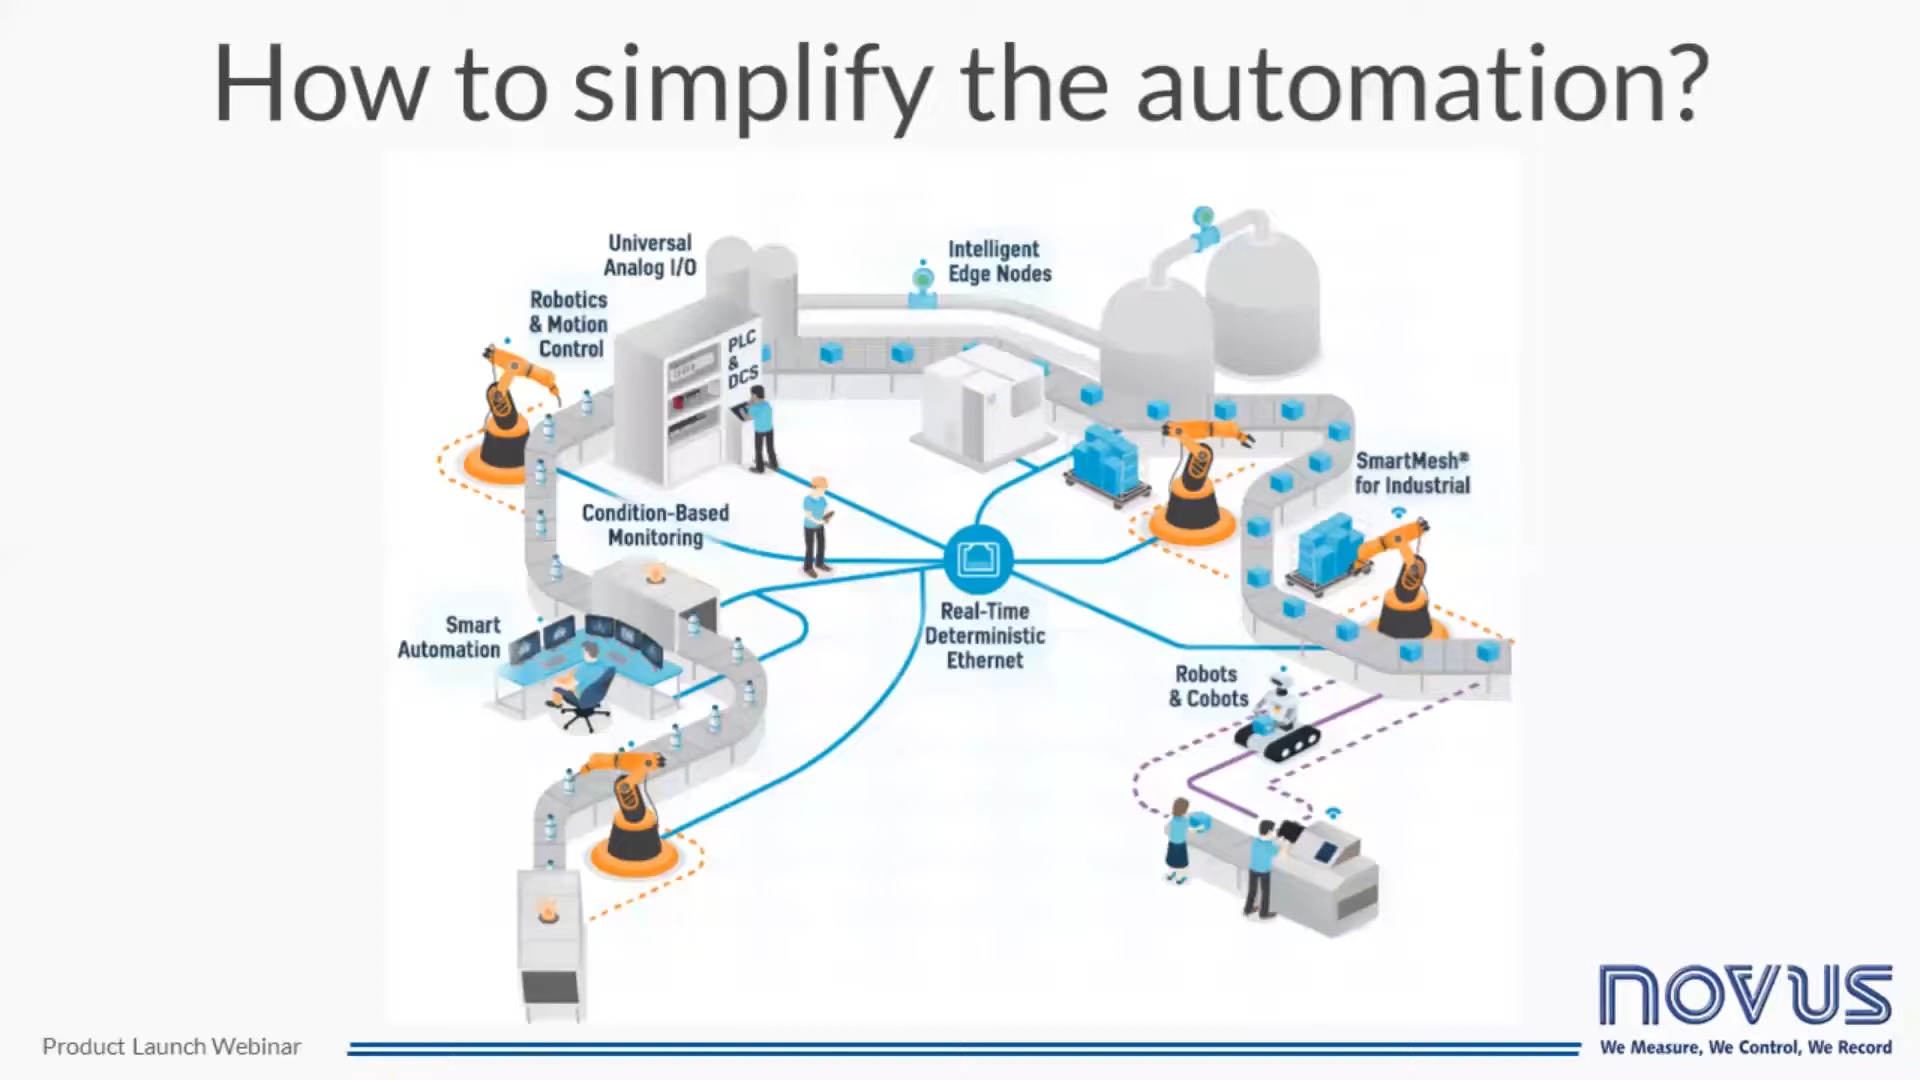 How to simplify the automation?
Universal
Analog I/O
Intelligent
Edge Nodes
Robotics
& Motion
Control
PLC
&
DCS
SmartMesh®
for Industrial
Condition-Based
Monitoring
Smart
Automation
Real-Time
Deterministic
Ethernet
Robots
& Cobots
NOVUS
We Measure, We Control, We Record
Product Launch Webinar